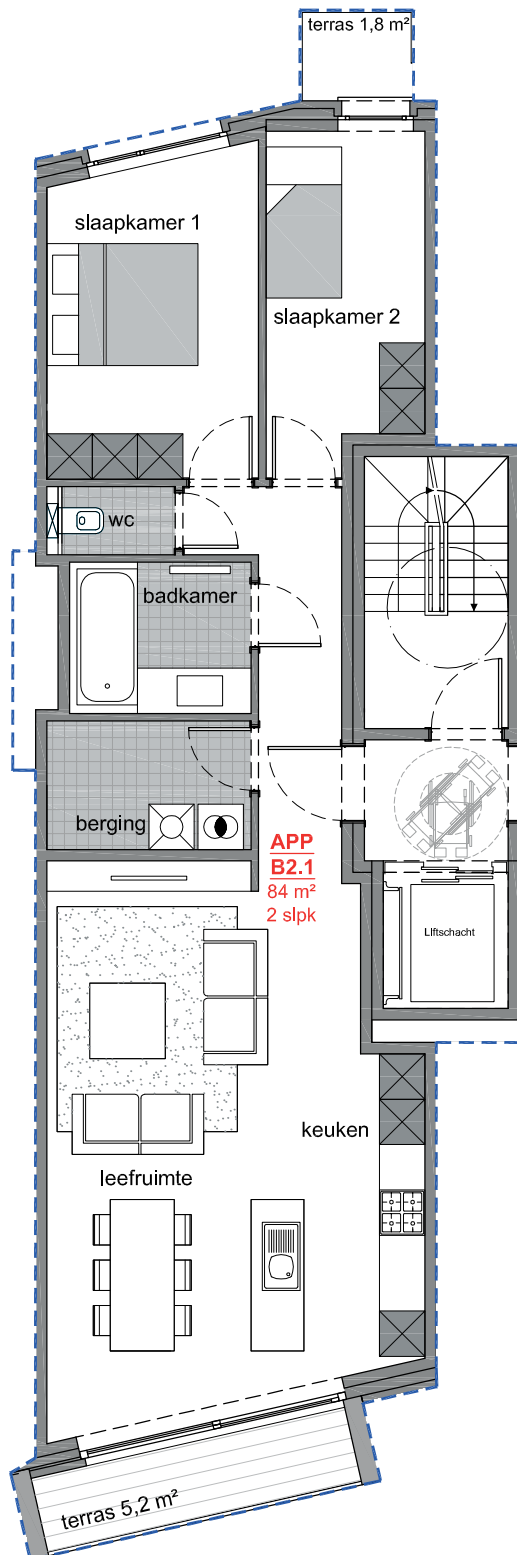 terras 1,8 m²
slaapkamer 1
slaapkamer 2
wc
badkamer
berging
APP
B2.1
84 m²
2 slpk
LIftschacht
keuken
leefruimte
terras 5,2 m²